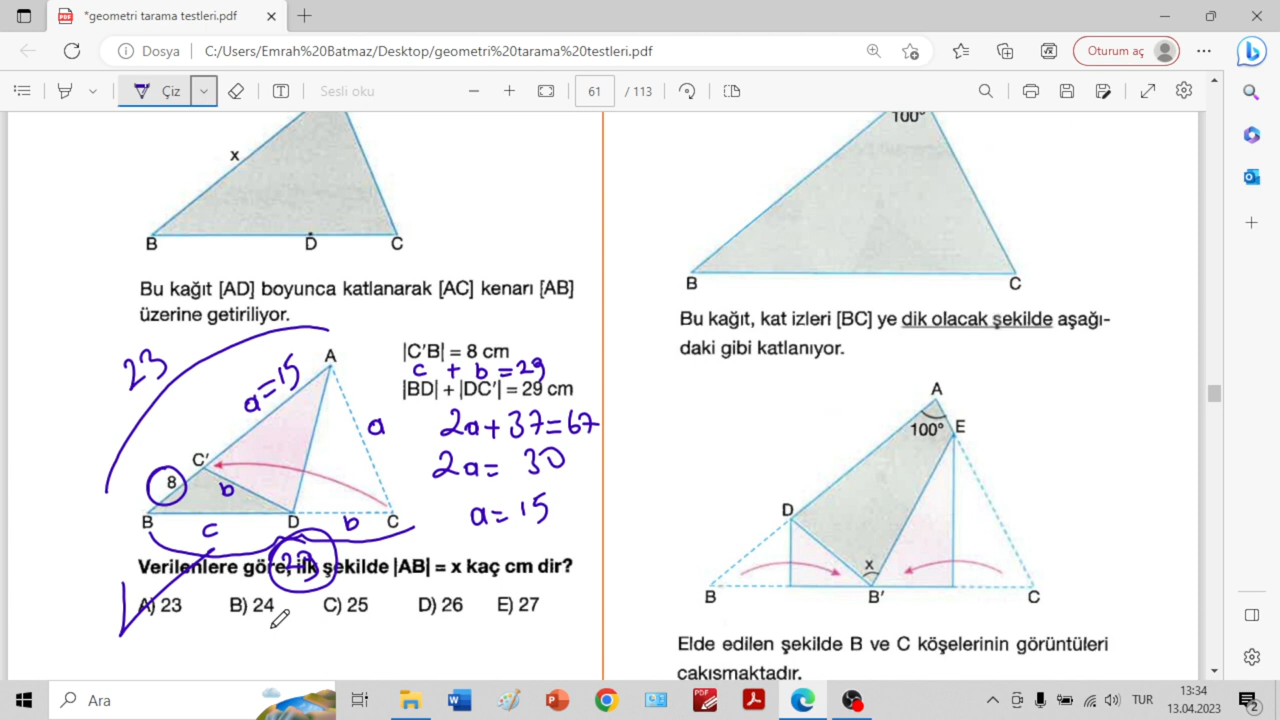 *geometri tarama testleri.pdf
Dosya
C:/Users/Emrah%20Batmaz/Desktop/geometri%20tarama%20testleri.pdf
Oturum aç
Çiz
Sesli oku
61
/ 113
x
B
D
C
Bu kağıt [AD] boyunca katlanarak [AC] kenarı [AB]
üzerine getiriliyor.
23
A
a=15
a
C'
8
b
B
c
D
b
C
|C'B| = 8 cm
c + b = 29
|BD| + |DC'| = 29 cm
2a+37=67
2a= 30
a= 15
Verilenlere göre, ilk şekilde |AB| = x kaç cm dir?
A) 23 B) 24 C) 25 D) 26 E) 27
100°
B
C
Bu kağıt, kat izleri [BC] ye dik olacak şekilde aşağı-
daki gibi katlanıyor.
A
100°
E
D
x
B
B'
C
Elde edilen şekilde B ve C köşelerinin görüntüleri
çakışmaktadır.
Ara
TUR
13:34
13.04.2023
2